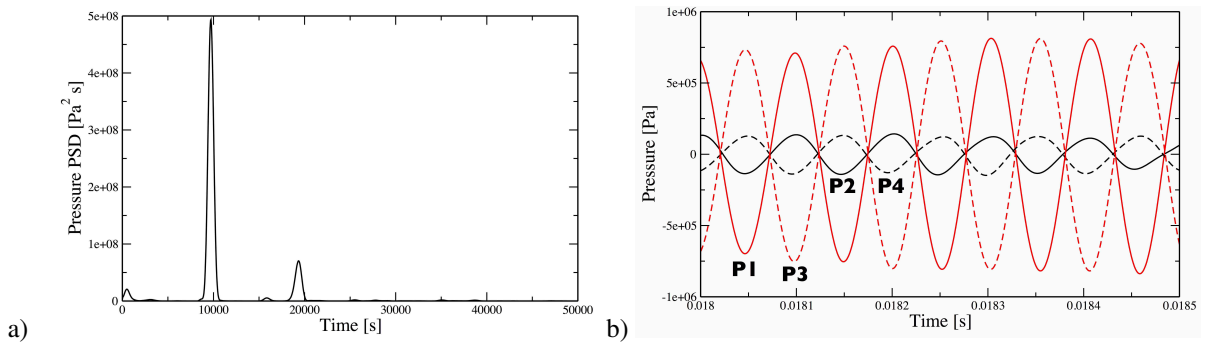 5e+08
4e+08
3e+08
2e+08
1e+08
0
Pressure PSD [Pa² s]
0 10000 20000 30000 40000 50000
Time [s]
a)
1e+06
5e+05
0
-5e+05
-1e+06
Pressure [Pa]
P2 P4
P1 P3
0.018 0.0181 0.0182 0.0183 0.0184 0.0185
Time [s]
b)